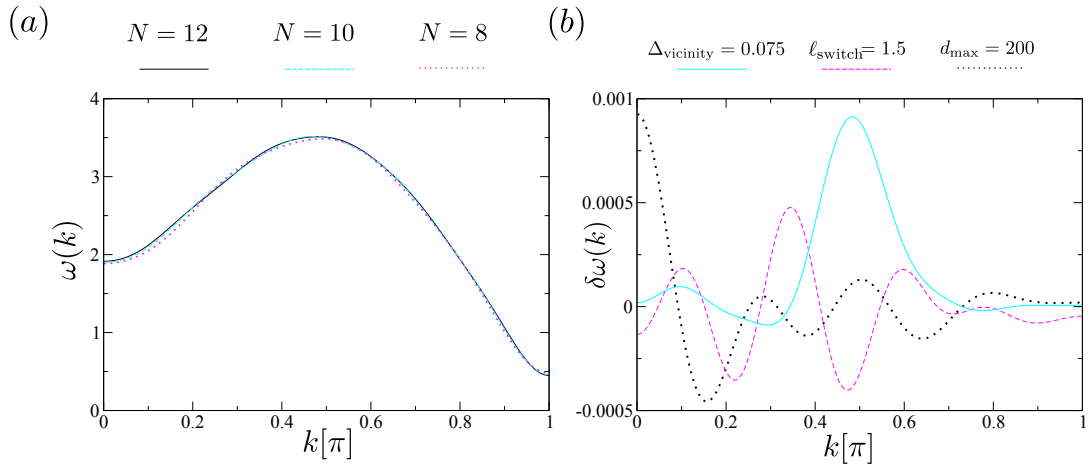 (a)
N = 12 N = 10 N = 8
4
3
2
1
0
0 0.2 0.4 0.6 0.8 1
ω(k)
k[π]
(b)
Δvicinity = 0.075 ℓswitch= 1.5 dmax = 200
0.001
0.0005
0
-0.0005
0 0.2 0.4 0.6 0.8 1
δω(k)
k[π]